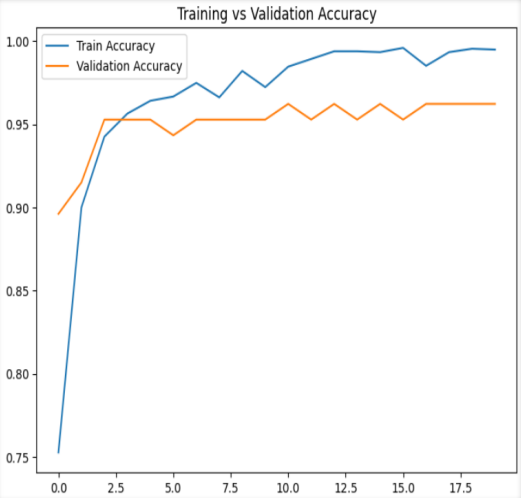 Training vs Validation Accuracy
Train Accuracy
Validation Accuracy
1.00
0.95
0.90
0.85
0.80
0.75
0.0 2.5 5.0 7.5 10.0 12.5 15.0 17.5